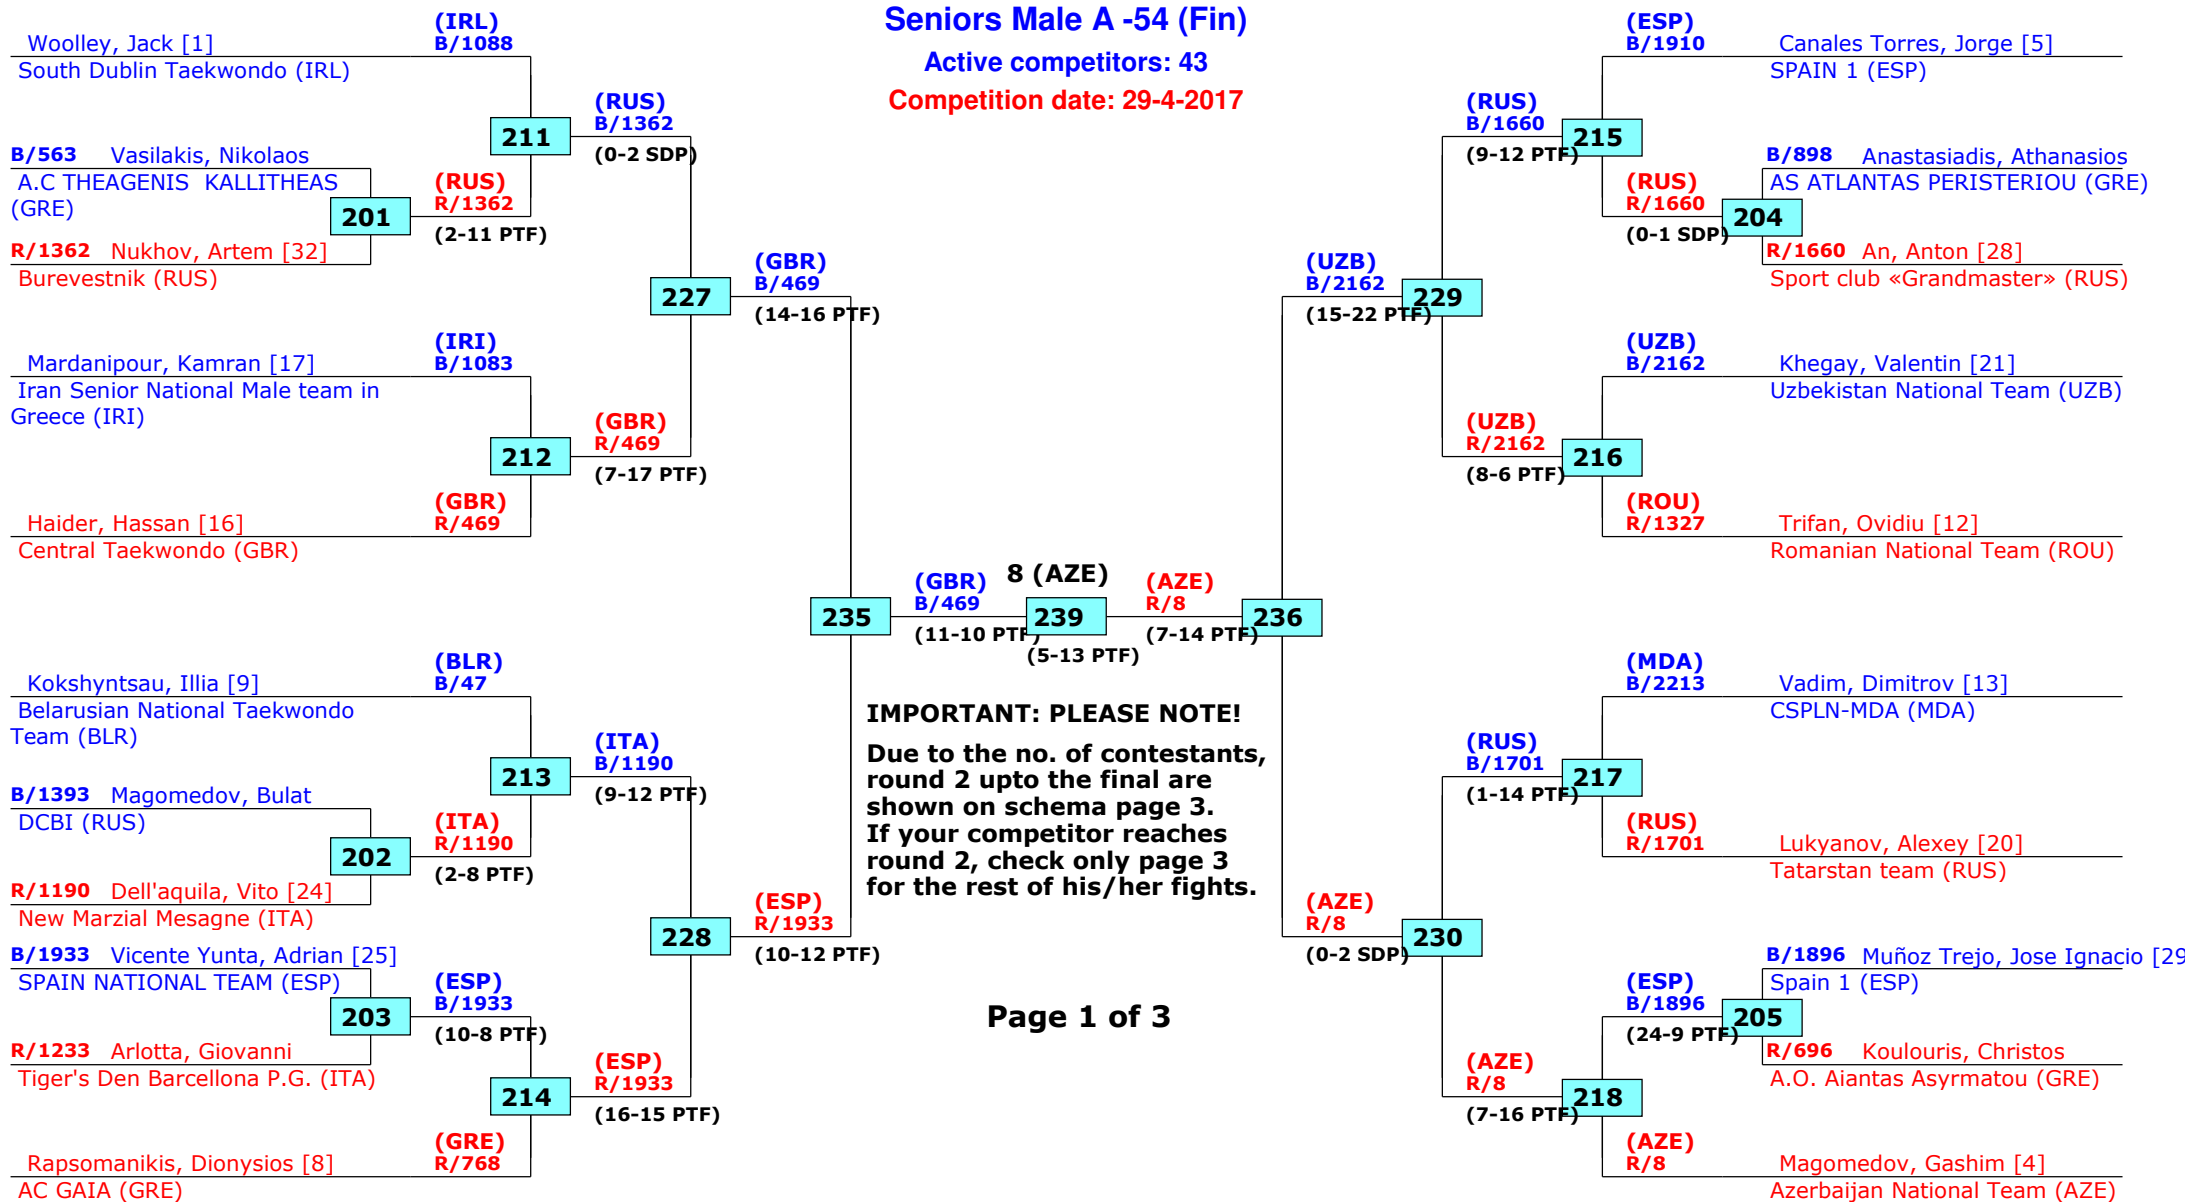 Seniors Male A -54 (Fin)
Active competitors: 43
Competition date: 29-4-2017
(IRL)
Woolley, Jack [1]
B/1088
South Dublin Taekwondo (IRL)
211
(RUS)
B/1362
(0-2 SDP)
B/563 Vasilakis, Nikolaos
A.C THEAGENIS KALLITHEAS
(GRE)
201
(RUS)
R/1362
(2-11 PTF)
R/1362 Nukhov, Artem [32]
Burevestnik (RUS)
227
(GBR)
B/469
(14-16 PTF)
(IRI)
Mardanipour, Kamran [17]
B/1083
Iran Senior National Male team in
Greece (IRI)
212
(GBR)
R/469
(7-17 PTF)
(GBR)
Haider, Hassan [16]
R/469
Central Taekwondo (GBR)
235
(GBR)
B/469
(11-10 PTF)
8 (AZE)
239
(5-13 PTF)
(AZE)
R/8
(7-14 PTF)
236
(BLR)
Kokshyntsau, Illia [9]
B/47
Belarusian National Taekwondo
Team (BLR)
213
(ITA)
B/1190
(9-12 PTF)
B/1393 Magomedov, Bulat
DCBI (RUS)
202
(ITA)
R/1190
(2-8 PTF)
R/1190 Dell'aquila, Vito [24]
New Marzial Mesagne (ITA)
228
(ESP)
R/1933
(10-12 PTF)
B/1933 Vicente Yunta, Adrian [25]
SPAIN NATIONAL TEAM (ESP)
203
(ESP)
B/1933
(10-8 PTF)
R/1233 Arlotta, Giovanni
Tiger's Den Barcellona P.G. (ITA)
214
(ESP)
R/1933
(16-15 PTF)
(GRE)
Rapsomanikis, Dionysios [8]
R/768
AC GAIA (GRE)
IMPORTANT: PLEASE NOTE!
Due to the no. of contestants,
round 2 upto the final are
shown on schema page 3.
If your competitor reaches
round 2, check only page 3
for the rest of his/her fights.
Page 1 of 3
(ESP)
B/1910
Canales Torres, Jorge [5]
SPAIN 1 (ESP)
(RUS)
B/1660
(9-12 PTF)
215
B/898 Anastasiadis, Athanasios
AS ATLANTAS PERISTERIOU (GRE)
(RUS)
R/1660
(0-1 SDP)
204
R/1660 An, Anton [28]
Sport club «Grandmaster» (RUS)
(UZB)
B/2162
(15-22 PTF)
229
(UZB)
B/2162
Khegay, Valentin [21]
Uzbekistan National Team (UZB)
(UZB)
R/2162
(8-6 PTF)
216
(ROU)
R/1327
Trifan, Ovidiu [12]
Romanian National Team (ROU)
(MDA)
B/2213
Vadim, Dimitrov [13]
CSPLN-MDA (MDA)
(RUS)
B/1701
(1-14 PTF)
217
(RUS)
R/1701
Lukyanov, Alexey [20]
Tatarstan team (RUS)
(AZE)
R/8
(0-2 SDP)
230
B/1896 Muñoz Trejo, Jose Ignacio [29
Spain 1 (ESP)
(ESP)
B/1896
(24-9 PTF)
205
R/696 Koulouris, Christos
A.O. Aiantas Asyrmatou (GRE)
(AZE)
R/8
(7-16 PTF)
218
(AZE)
R/8
Magomedov, Gashim [4]
Azerbaijan National Team (AZE)